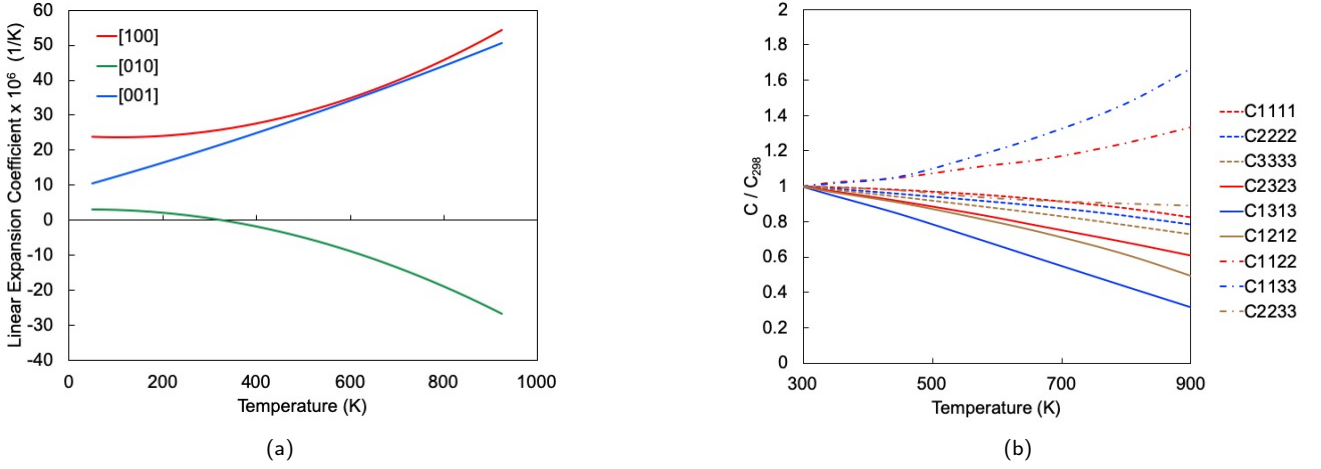 60
50
40
30
20
10
0
-10
-20
-30
-40
Linear Expansion Coefficient x 10⁶ (1/K)
[100]
[010]
[001]
0 200 400 600 800 1000
Temperature (K)
(a)
2
1.8
1.6
1.4
1.2
1
0.8
0.6
0.4
0.2
0
C / C₂₉₈
300 500 700 900
Temperature (K)
C1111
C2222
C3333
C2323
C1313
C1212
C1122
C1133
C2233
(b)